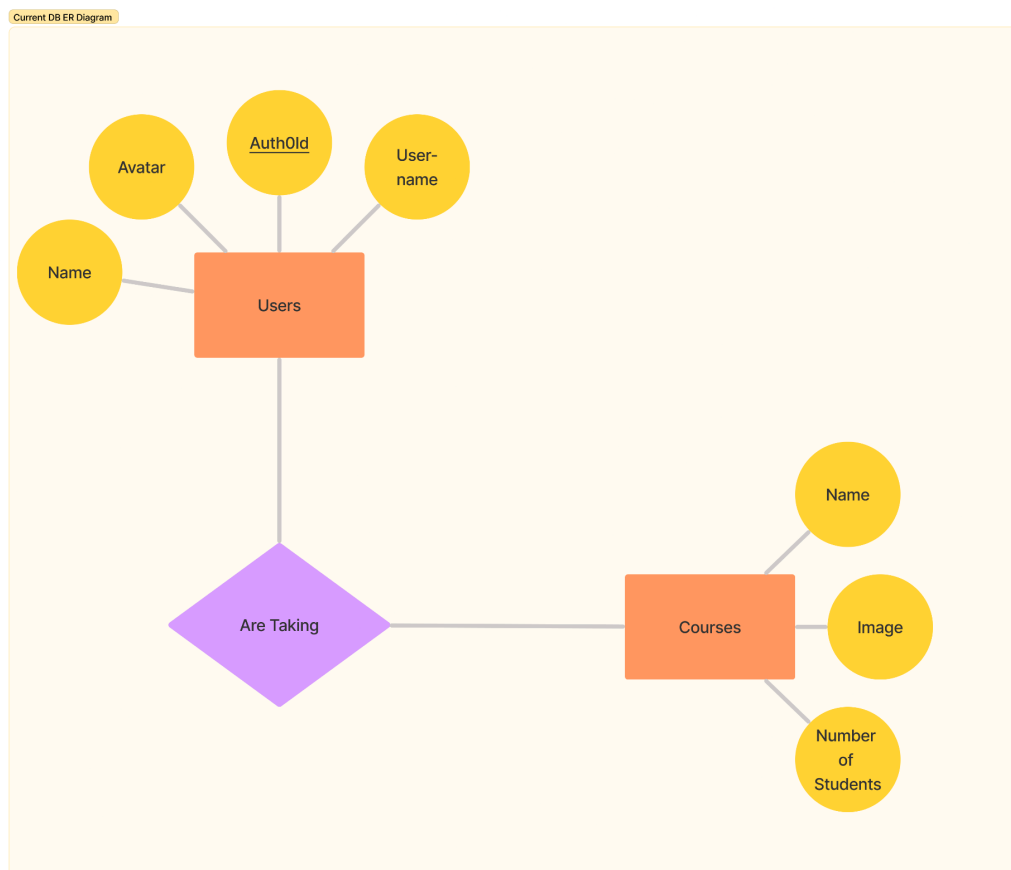 Current DB ER Diagram
Auth0Id
User-
name
Avatar
Name
Users
Name
Are Taking
Courses
Image
Number
of
Students